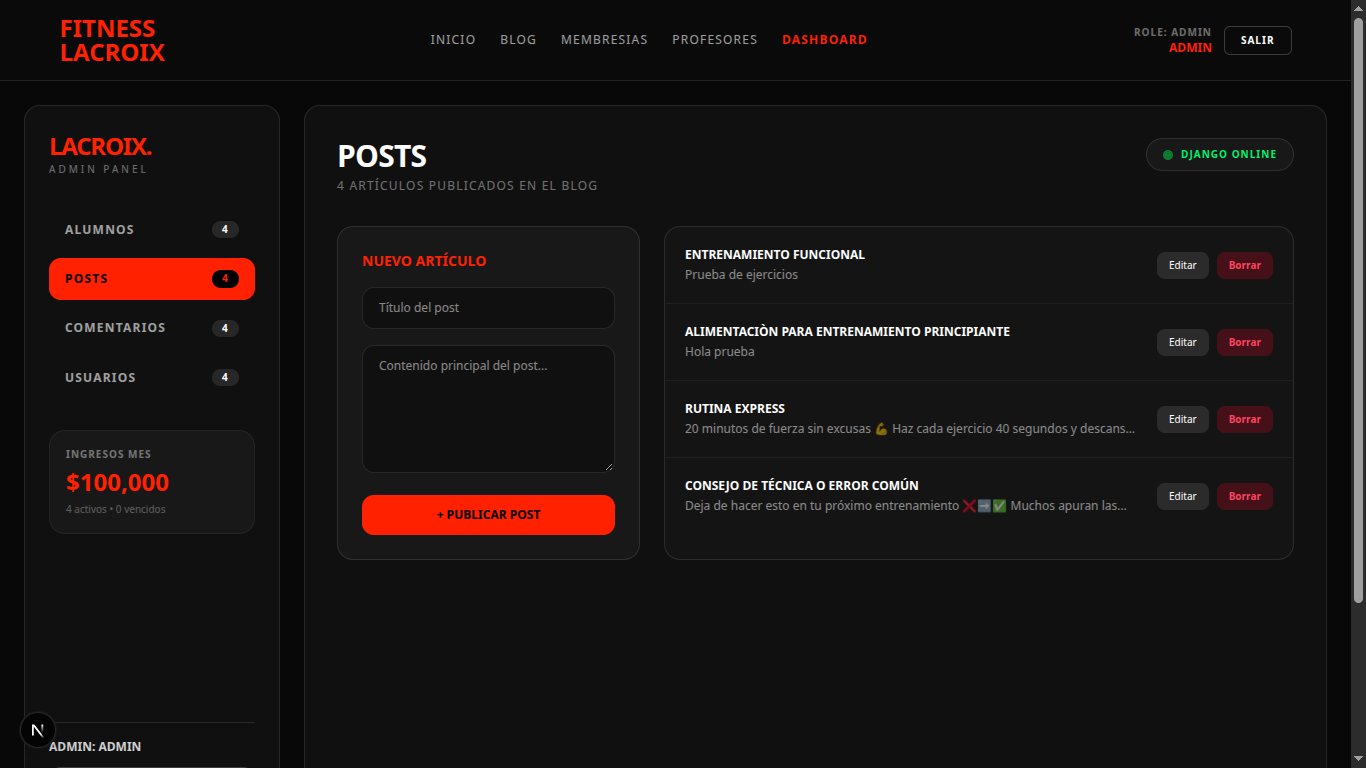 FITNESS
LACROIX
INICIO BLOG MEMBRESIAS PROFESORES DASHBOARD
ROLE: ADMIN
ADMIN
SALIR
LACROIX.
ADMIN PANEL
ALUMNOS 4
POSTS 4
COMENTARIOS 4
USUARIOS 4
INGRESOS MES
$100,000
4 activos • 0 vencidos
N
ADMIN: ADMIN
POSTS
4 ARTÍCULOS PUBLICADOS EN EL BLOG
DJANGO ONLINE
NUEVO ARTÍCULO
Título del post
Contenido principal del post...
+ PUBLICAR POST
ENTRENAMIENTO FUNCIONAL
Prueba de ejercicios
Editar Borrar
ALIMENTACIÒN PARA ENTRENAMIENTO PRINCIPIANTE
Hola prueba
Editar Borrar
RUTINA EXPRESS
20 minutos de fuerza sin excusas 💪 Haz cada ejercicio 40 segundos y descans...
Editar Borrar
CONSEJO DE TÉCNICA O ERROR COMÚN
Deja de hacer esto en tu próximo entrenamiento ❌➡️✅ Muchos apuran las...
Editar Borrar